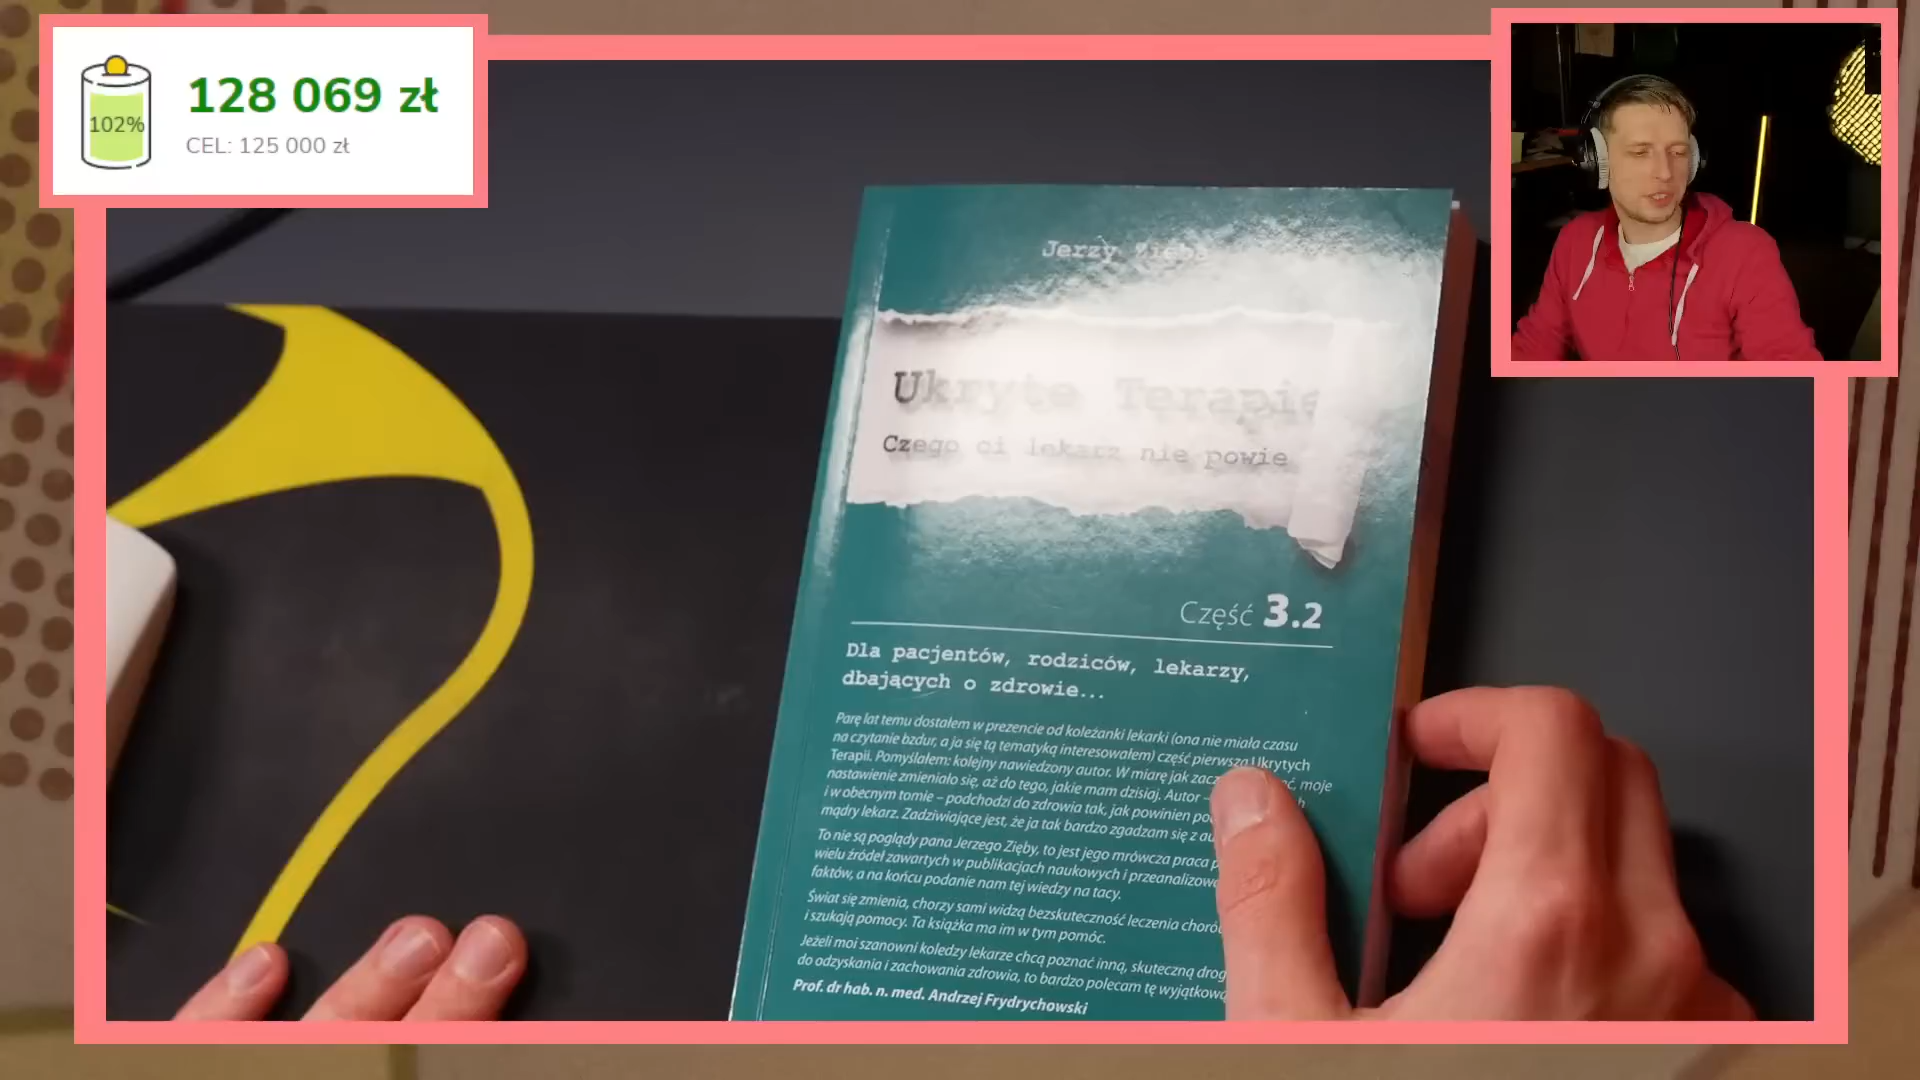 128 069 zł
102%
CEL: 125 000 zł
Jerzy Zięba
Ukryte Terapie
Czego ci lekarz nie powie
Część 3.2
Dla pacjentów, rodziców, lekarzy,
dbających o zdrowie...
Parę lat temu dostałem w prezencie od koleżanki lekarki (ona nie miała czasu
na czytanie bzdur, a ja się tą tematyką interesowałem) część pierwszą Ukrytych
Terapii. Pomyślałem: kolejny nawiedzony autor. W miarę jak moje
nastawienie zmieniało się, aż do tego, jakie mam dzisiaj. Autor –
i w obecnym tomie – podchodzi do zdrowia tak, jak powinien
mądry lekarz. Zadziwiające jest, że ja tak bardzo zgadzam się z
To nie są poglądy pana Jerzego Zięby, to jest jego mrówcza praca
wielu źródeł zawartych w publikacjach naukowych i
faktów, a na końcu podanie nam tej wiedzy na tacy.
Świat się zmienia, chorzy sami widzą bezskuteczność leczenia
i szukają pomocy. Ta książka ma im w tym pomóc.
Jeżeli moi szanowni koledzy lekarze chcą poznać inną, skuteczną
do odzyskania i zachowania zdrowia, to bardzo polecam tę
Prof. dr hab. n. med. Andrzej Frydrychowski